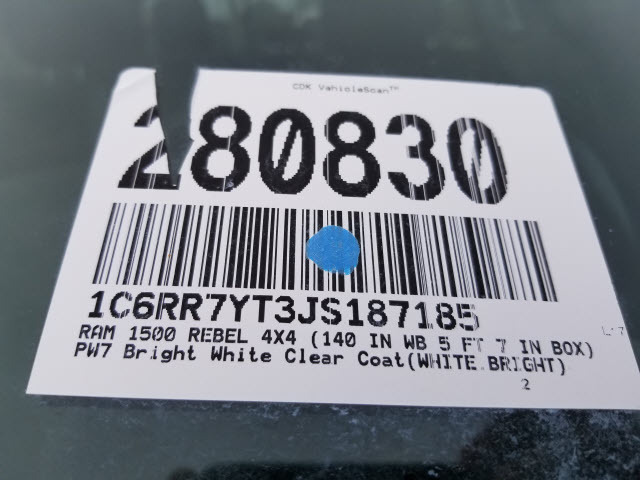 CDK VehicleScan™
280830
1C6RR7YT3JS187185
RAM 1500 REBEL 4X4 (140 IN WB 5 FT 7 IN BOX)
PW7 Bright White Clear Coat(WHITE.BRIGHT)
2